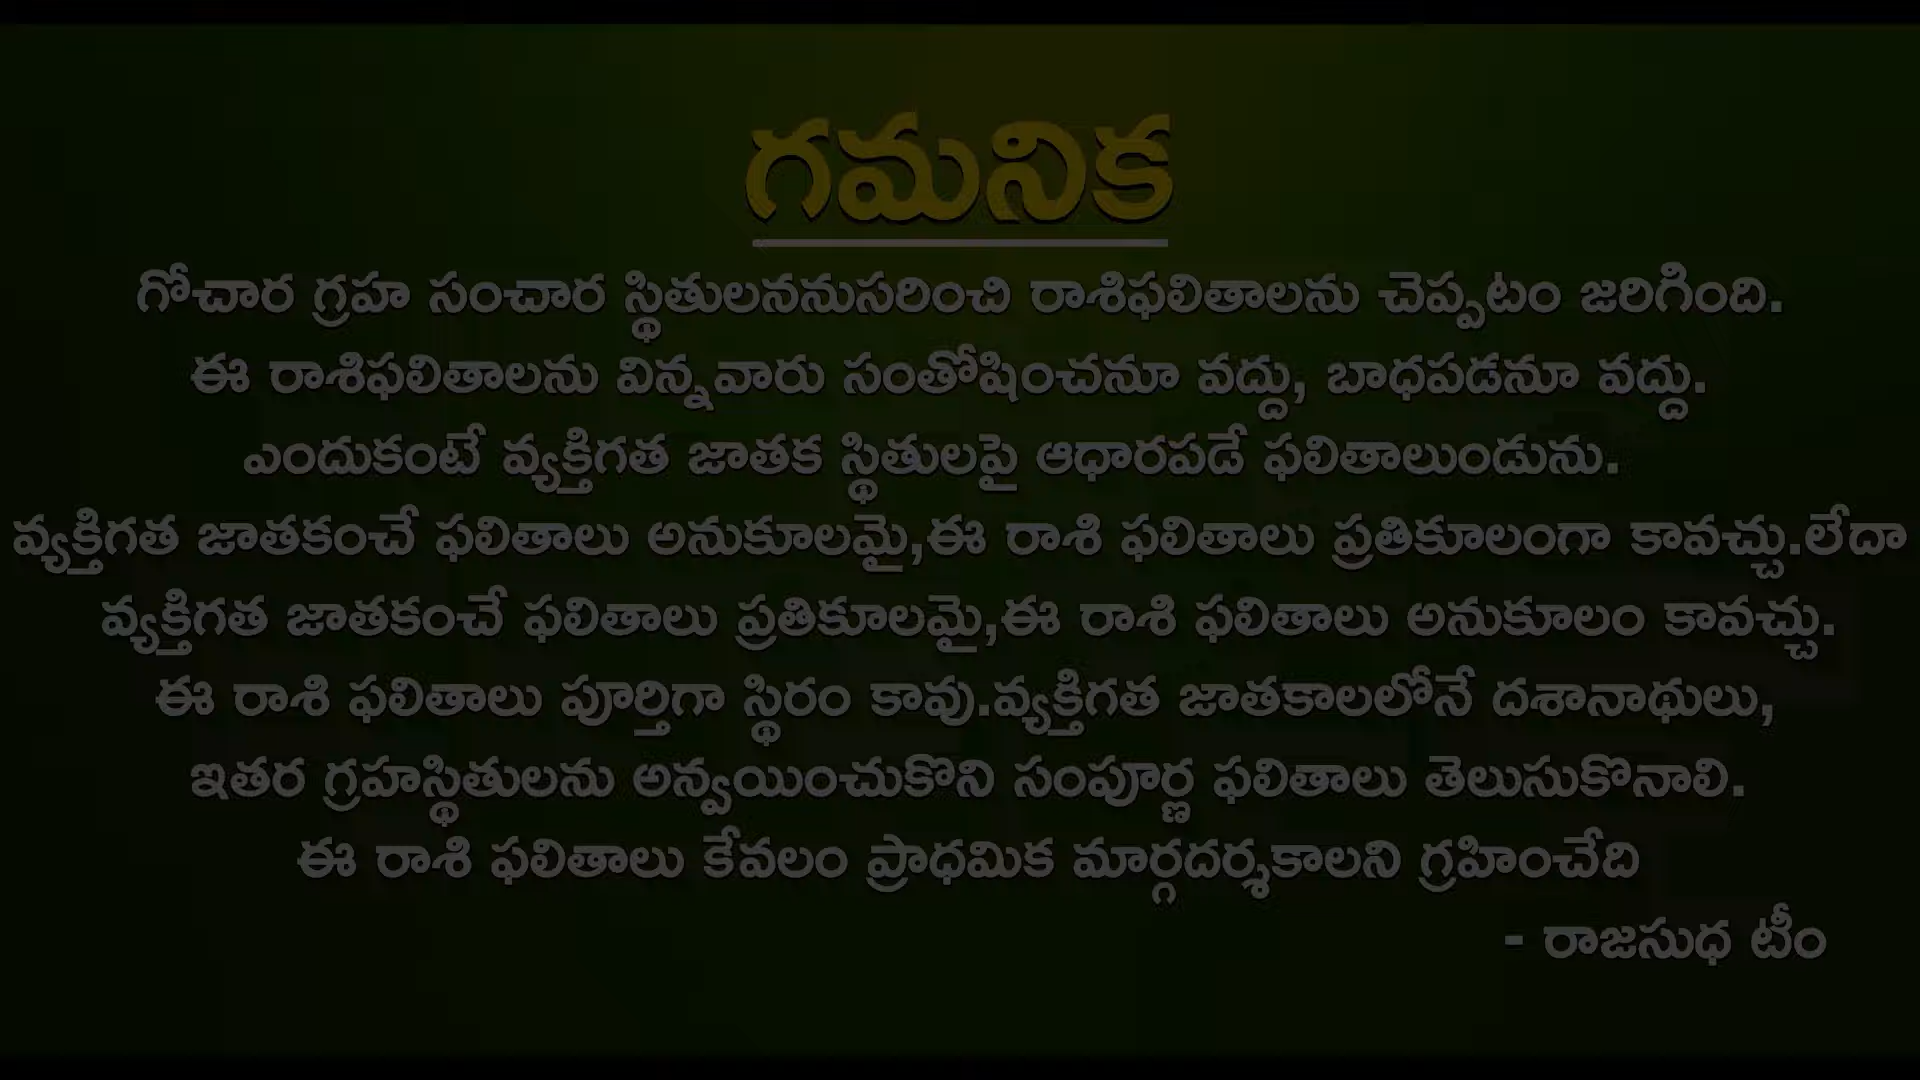 గమనిక
గోచార గ్రహ సంచార స్థితులననుసరించి రాశిఫలితాలను చెప్పటం జరిగింది.
ఈ రాశిఫలితాలను విన్నవారు సంతోషించనూ వద్దు, బాధపడనూ వద్దు.
ఎందుకంటే వ్యక్తిగత జాతక స్థితులపై ఆధారపడే ఫలితాలుండును.
వ్యక్తిగత జాతకంచే ఫలితాలు అనుకూలమై,ఈ రాశి ఫలితాలు ప్రతికూలంగా కావచ్చు.లేదా
వ్యక్తిగత జాతకంచే ఫలితాలు ప్రతికూలమై,ఈ రాశి ఫలితాలు అనుకూలం కావచ్చు.
ఈ రాశి ఫలితాలు పూర్తిగా స్థిరం కావు.వ్యక్తిగత జాతకాలలోనే దశానాథులు,
ఇతర గ్రహస్థితులను అన్వయించుకొని సంపూర్ణ ఫలితాలు తెలుసుకొనాలి.
ఈ రాశి ఫలితాలు కేవలం ప్రాధమిక మార్గదర్శకాలని గ్రహించేది
- రాజసుధ టీం